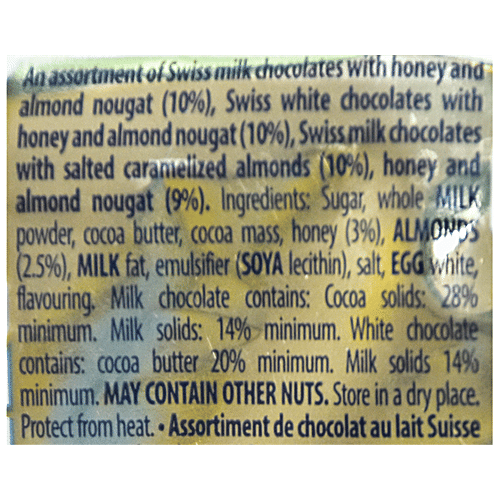 An assortment of Swiss milk chocolates with honey and
almond nougat (10%), Swiss white chocolates with
honey and almond nougat (10%), Swiss milk chocolates
with salted caramelized almonds (10%), honey and
almond nougat (9%). Ingredients: Sugar, whole MILK
powder, cocoa butter, cocoa mass, honey (3%), ALMONDS
(2.5%), MILK fat, emulsifier (SOYA lecithin), salt, EGG white,
flavouring. Milk chocolate contains: Cocoa solids: 28%
minimum. Milk solids: 14% minimum. White chocolate
contains: cocoa butter 20% minimum. Milk solids 14%
minimum. MAY CONTAIN OTHER NUTS. Store in a dry place.
Protect from heat. • Assortiment de chocolat au lait Suisse